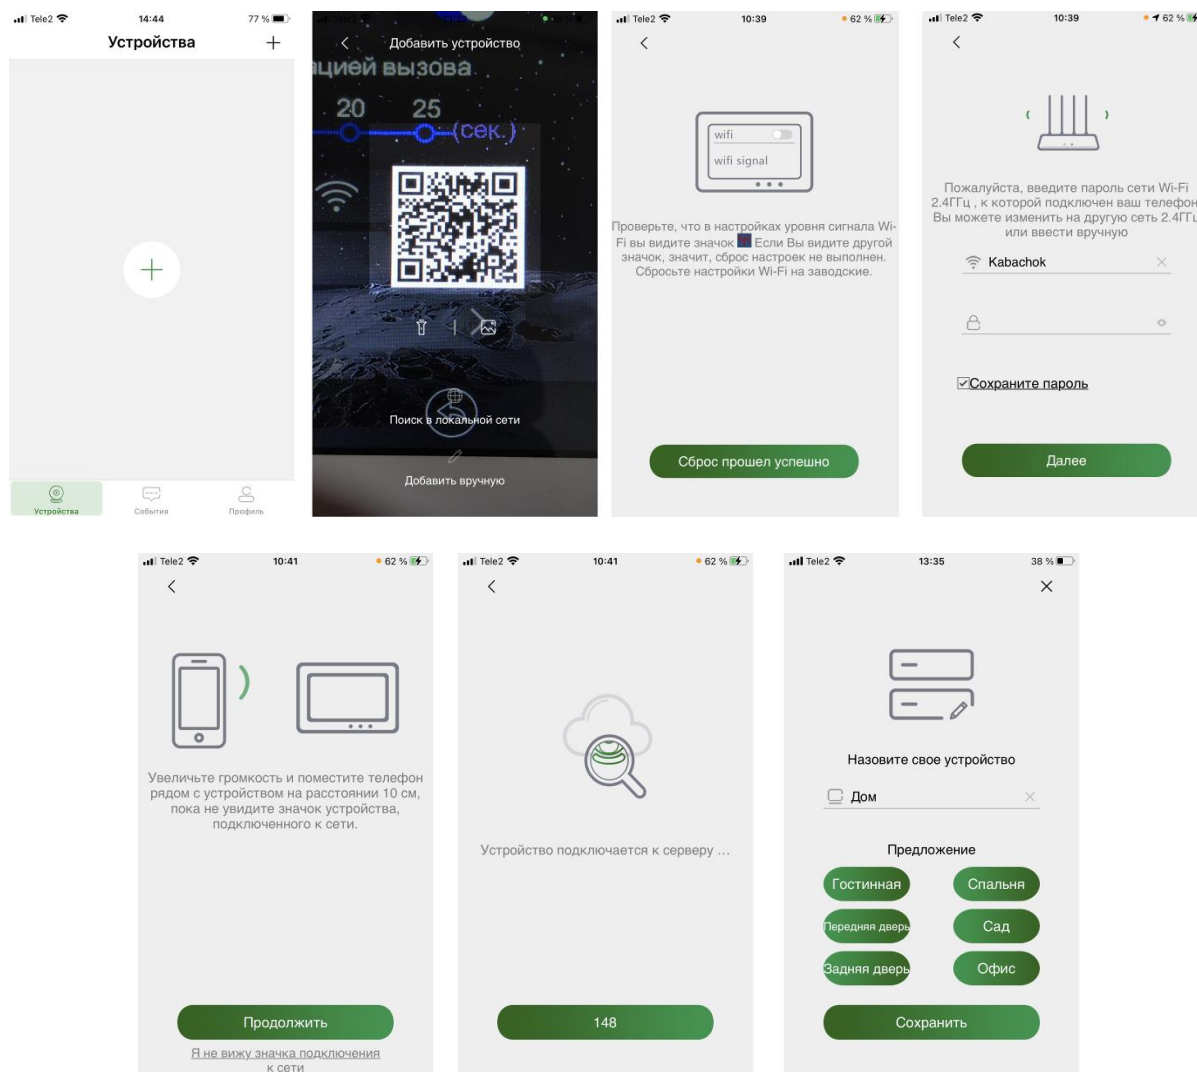 Tele2
14:44
77 %
Устройства
+
Устройства
События
Профиль
Добавить устройство
ацией вызова
20 25
(сек.)
Поиск в локальной сети
Добавить вручную
Tele2
10:39
62 %
wifi
wifi signal
Проверьте, что в настройках уровня сигнала Wi-
Fi вы видите значок Если Вы видите другой
значок, значит, сброс настроек не выполнен.
Сбросьте настройки Wi-Fi на заводские.
Сброс прошел успешно
Tele2
10:39
62 %
Пожалуйста, введите пароль сети Wi-Fi
2.4ГГц , к которой подключен ваш телефон
Вы можете изменить на другую сеть 2.4ГГц
или ввести вручную
Kabachok
Сохраните пароль
Далее
Tele2
10:41
62 %
Увеличьте громкость и поместите телефон
рядом с устройством на расстоянии 10 см,
пока не увидите значок устройства,
подключенного к сети.
Продолжить
Я не вижу значка подключения
к сети
Tele2
10:41
62 %
Устройство подключается к серверу ...
148
Tele2
13:35
38 %
Назовите свое устройство
Дом
Предложение
Гостинная
Спальня
Передняя дверь
Сад
Задняя дверь
Офис
Сохранить